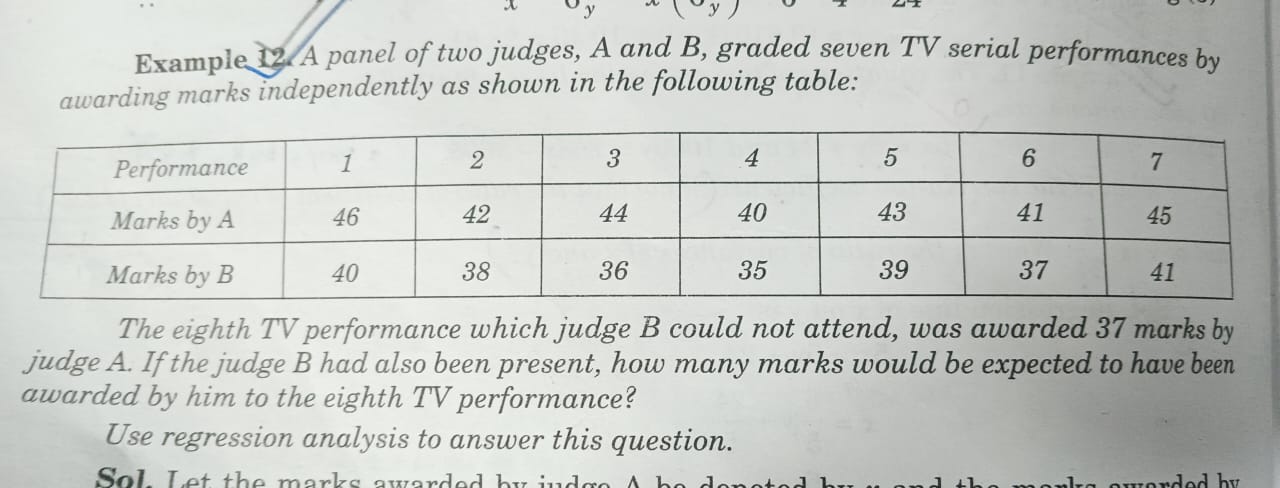 Example 12. A panel of two judges, A and B, graded seven TV serial performances by
awarding marks independently as shown in the following table:
Performance 1 2 3 4 5 6 7
Marks by A 46 42 44 40 43 41 45
Marks by B 40 38 36 35 39 37 41
The eighth TV performance which judge B could not attend, was awarded 37 marks by
judge A. If the judge B had also been present, how many marks would be expected to have been
awarded by him to the eighth TV performance?
Use regression analysis to answer this question.
Sol. Let the marks awarded by judge A be denoted by x and the marks awarded by